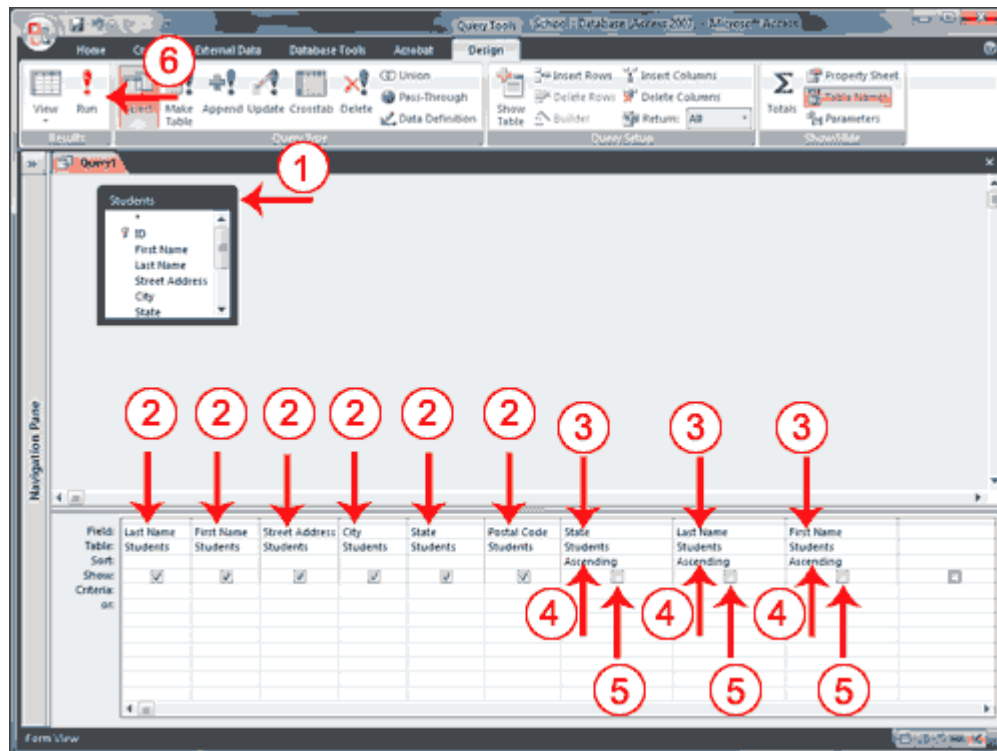 Query Tools School : Database (Access 2007) - Microsoft Access
Home External Data Database Tools Acrobat Design
6
View Run Select Make Table Append Update Crosstab Delete
Union
Pass-Through
Data Definition
Show Table
Insert Rows
Delete Rows
Builder
Insert Columns
Delete Columns
Return: All
Totals
Property Sheet
Table Names
Parameters
Results Query Type Query Setup Show/Hide
Query1
1
Students
*
ID
First Name
Last Name
Street Address
City
State
Navigation Pane
2 2 2 2 2 2 3 3 3
Field: Last Name First Name Street Address City State Postal Code State Last Name First Name
Table: Students Students Students Students Students Students Students Students Students
Sort: Ascending Ascending Ascending
Show:
Criteria:
or:
4 4 4
5 5 5
Form View